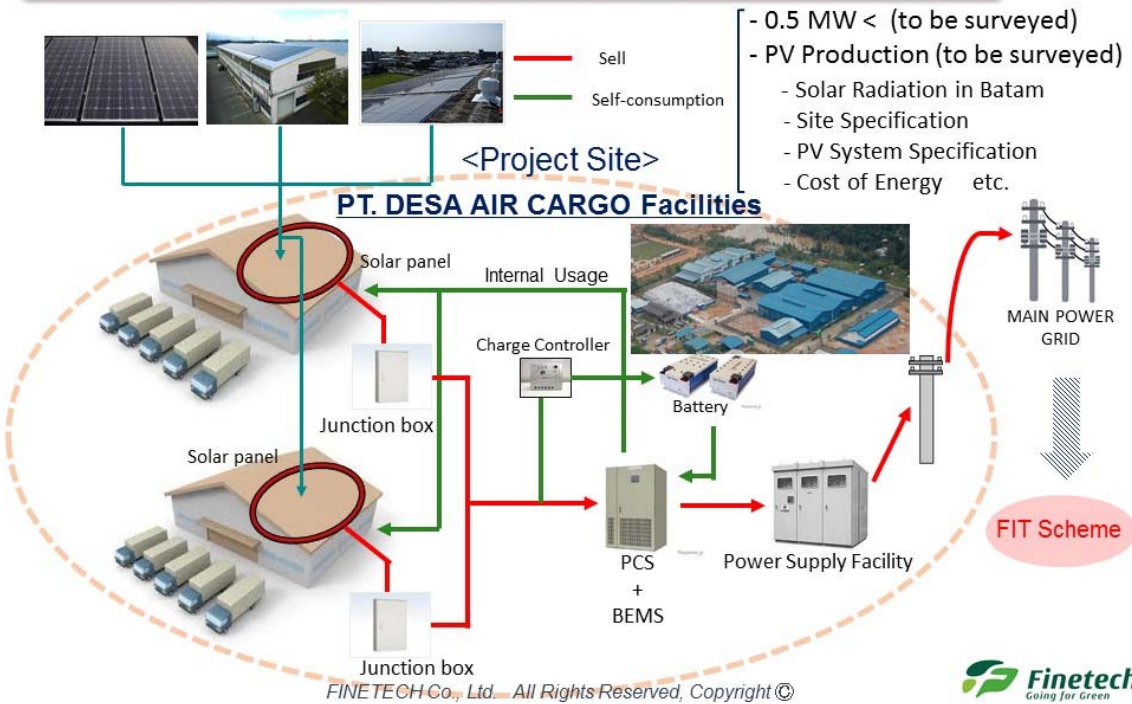 - 0.5 MW < (to be surveyed)
- PV Production (to be surveyed)
- Solar Radiation in Batam
- Site Specification
- PV System Specification
- Cost of Energy etc.
Sell
Self-consumption
<Project Site>
PT. DESA AIR CARGO Facilities
Solar panel
Internal Usage
MAIN POWER
GRID
Charge Controller
Battery
Junction box
Solar panel
FIT Scheme
PCS
+
BEMS
Power Supply Facility
Junction box
FINETECH Co., Ltd. All Rights Reserved, Copyright ©
Finetech
Going for Green